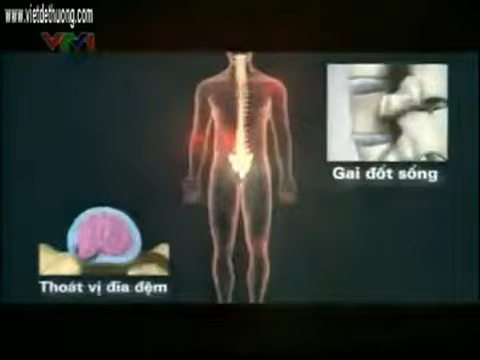 www.vietdethuong.com
VTV1
Gai đốt sống
Thoát vị đĩa đệm